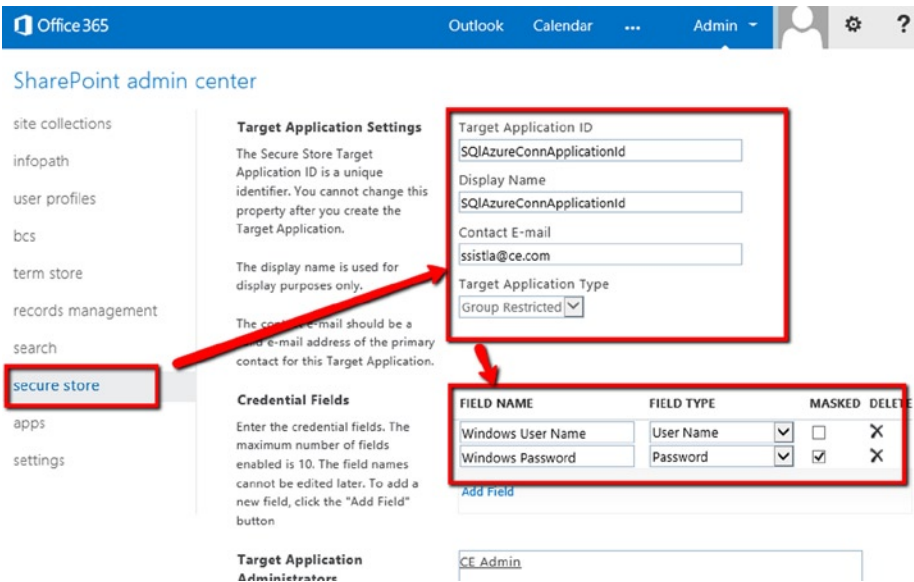 Office 365
Outlook Calendar ... Admin ?
SharePoint admin center
site collections
infopath
user profiles
bcs
term store
records management
search
secure store
apps
settings
Target Application Settings
The Secure Store Target
Application ID is a unique
identifier. You cannot change this
property after you create the
Target Application.
The display name is used for
display purposes only.
The e-mail should be a
e-mail address of the primary
contact for this Target Application.
Target Application ID
SQlAzureConnApplicationId
Display Name
SQlAzureConnApplicationId
Contact E-mail
ssistla@ce.com
Target Application Type
Group Restricted
Credential Fields
Enter the credential fields. The
maximum number of fields
enabled is 10. The field names
cannot be edited later. To add a
new field, click the "Add Field"
button
FIELD NAME FIELD TYPE MASKED DELETE
Windows User Name User Name
Windows Password Password
Add Field
Target Application
Administrators
CE Admin